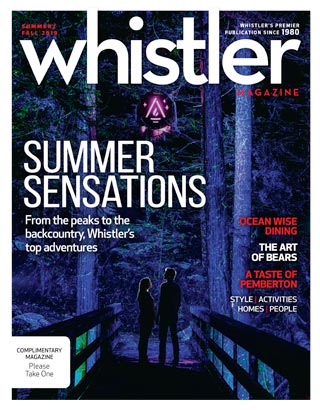 SUMMER/
FALL 2019
WHISTLER'S PREMIER
PUBLICATION SINCE 1980
whistler
MAGAZINE
SUMMER
SENSATIONS
From the peaks to the
backcountry, Whistler's
top adventures
OCEAN WISE
DINING
THE ART
OF BEARS
A TASTE OF
PEMBERTON
STYLE | ACTIVITIES
HOMES | PEOPLE
COMPLIMENTARY
MAGAZINE
Please
Take One